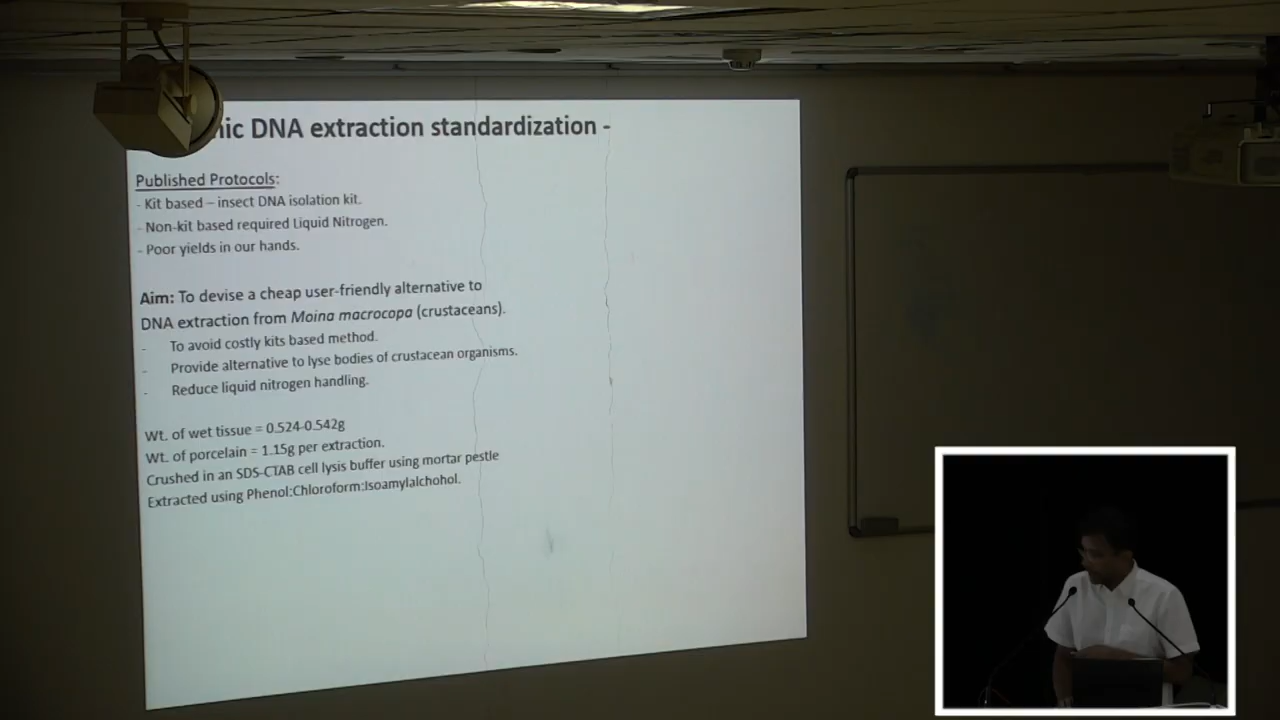 DNA extraction standardization -
Published Protocols:
- Kit based – insect DNA isolation kit.
- Non-kit based required Liquid Nitrogen.
- Poor yields in our hands.
Aim: To devise a cheap user-friendly alternative to
DNA extraction from Moina macrocopa (crustaceans).
- To avoid costly kits based method.
- Provide alternative to lyse bodies of crustacean organisms.
- Reduce liquid nitrogen handling.
Wt. of wet tissue = 0.524-0.542g
Wt. of porcelain = 1.15g per extraction.
Crushed in an SDS-CTAB cell lysis buffer using mortar pestle
Extracted using Phenol:Chloroform:Isoamylalchohol.